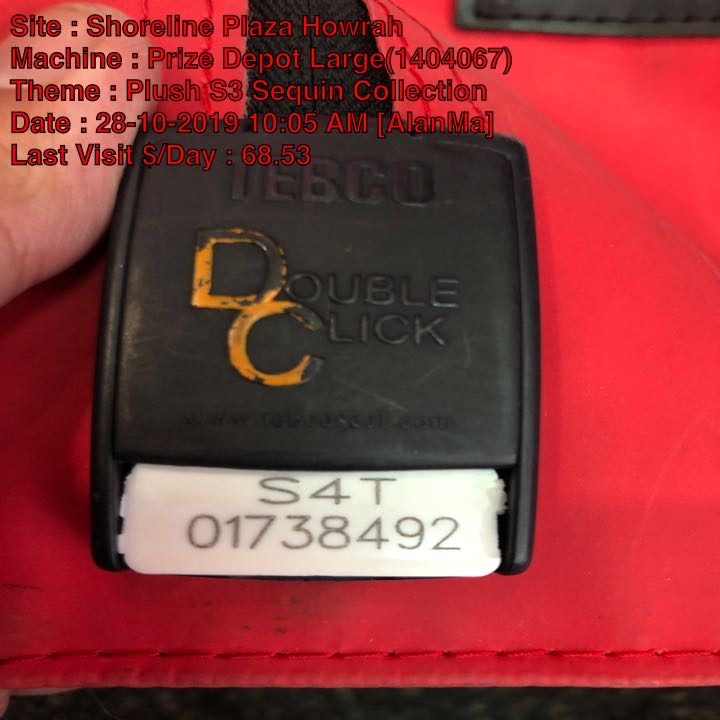 Site : Shoreline Plaza Howrah
Machine : Prize Depot Large(1404067)
Theme : Plush S3 Sequin Collection
Date : 28-10-2019 10:05 AM [AlanMa]
Last Visit $/Day : 68.53
TEBCO
DOUBLE
CLICK
S4T
01738492